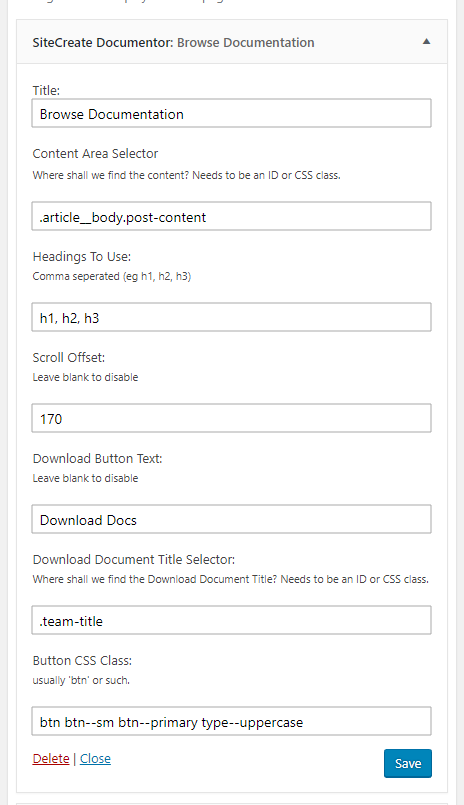 SiteCreate Documentor: Browse Documentation
Title:
Browse Documentation
Content Area Selector
Where shall we find the content? Needs to be an ID or CSS class.
.article__body.post-content
Headings To Use:
Comma seperated (eg h1, h2, h3)
h1, h2, h3
Scroll Offset:
Leave blank to disable
170
Download Button Text:
Leave blank to disable
Download Docs
Download Document Title Selector:
Where shall we find the Download Document Title? Needs to be an ID or CSS class.
.team-title
Button CSS Class:
usually 'btn' or such.
btn btn--sm btn--primary type--uppercase
Delete | Close
Save